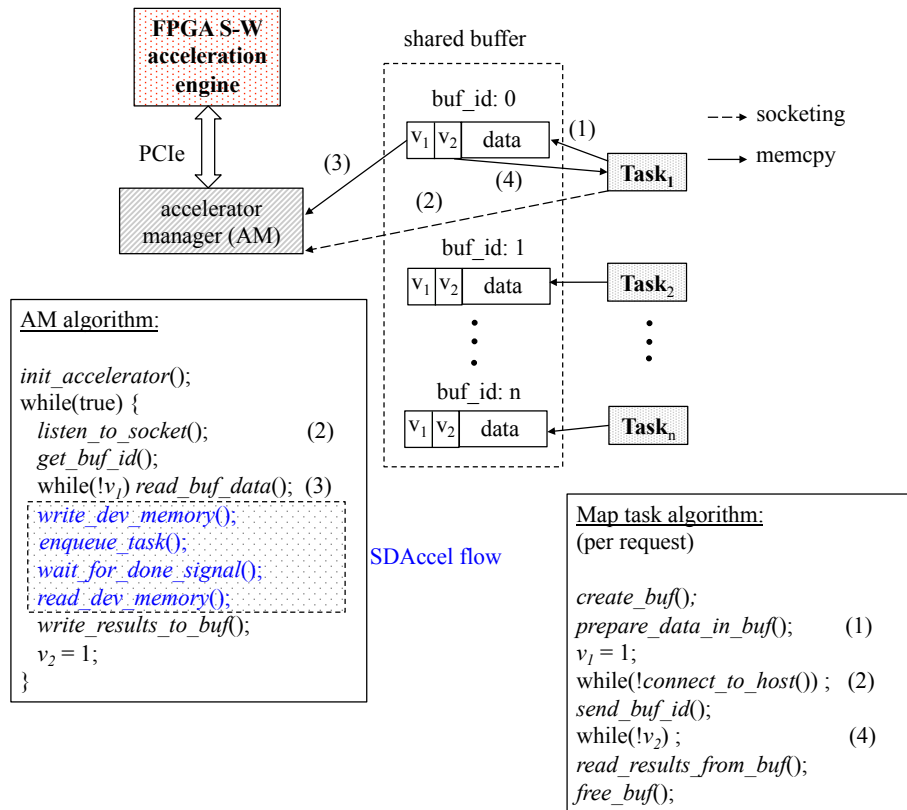 FPGA S-W
acceleration
engine
PCIe
accelerator
manager (AM)
shared buffer
buf_id: 0
v₁ v₂ data
(1)
(3)
(4)
(2)
Task₁
socketing
memcpy
buf_id: 1
v₁ v₂ data
Task₂
buf_id: n
v₁ v₂ data
Taskₙ
AM algorithm:
init_accelerator();
while(true) {
listen_to_socket(); (2)
get_buf_id();
while(!v₁) read_buf_data(); (3)
write_dev_memory();
enqueue_task();
wait_for_done_signal();
read_dev_memory();
write_results_to_buf();
v₂ = 1;
}
SDAccel flow
Map task algorithm:
(per request)
create_buf();
prepare_data_in_buf(); (1)
v₁ = 1;
while(!connect_to_host()) ; (2)
send_buf_id();
while(!v₂) ; (4)
read_results_from_buf();
free_buf();